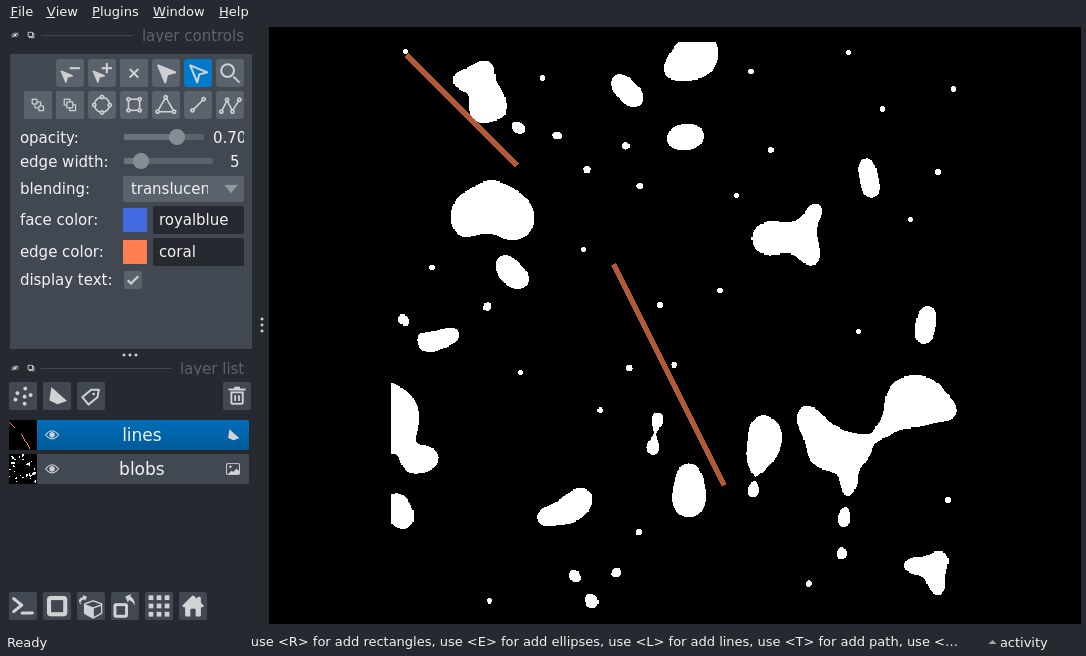 File View Plugins Window Help
layer controls
opacity: 0.70
edge width: 5
blending: translucen
face color: royalblue
edge color: coral
display text:
layer list
lines
blobs
Ready use <R> for add rectangles, use <E> for add ellipses, use <L> for add lines, use <T> for add path, use <... activity